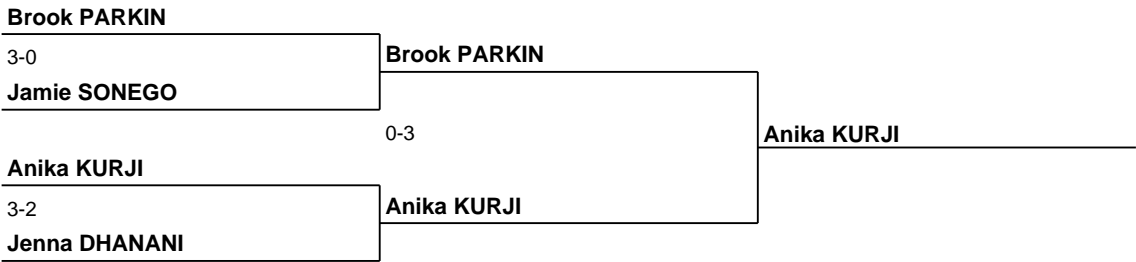 Brook PARKIN
3-0
Brook PARKIN
Jamie SONEGO
0-3
Anika KURJI
Anika KURJI
3-2
Anika KURJI
Jenna DHANANI